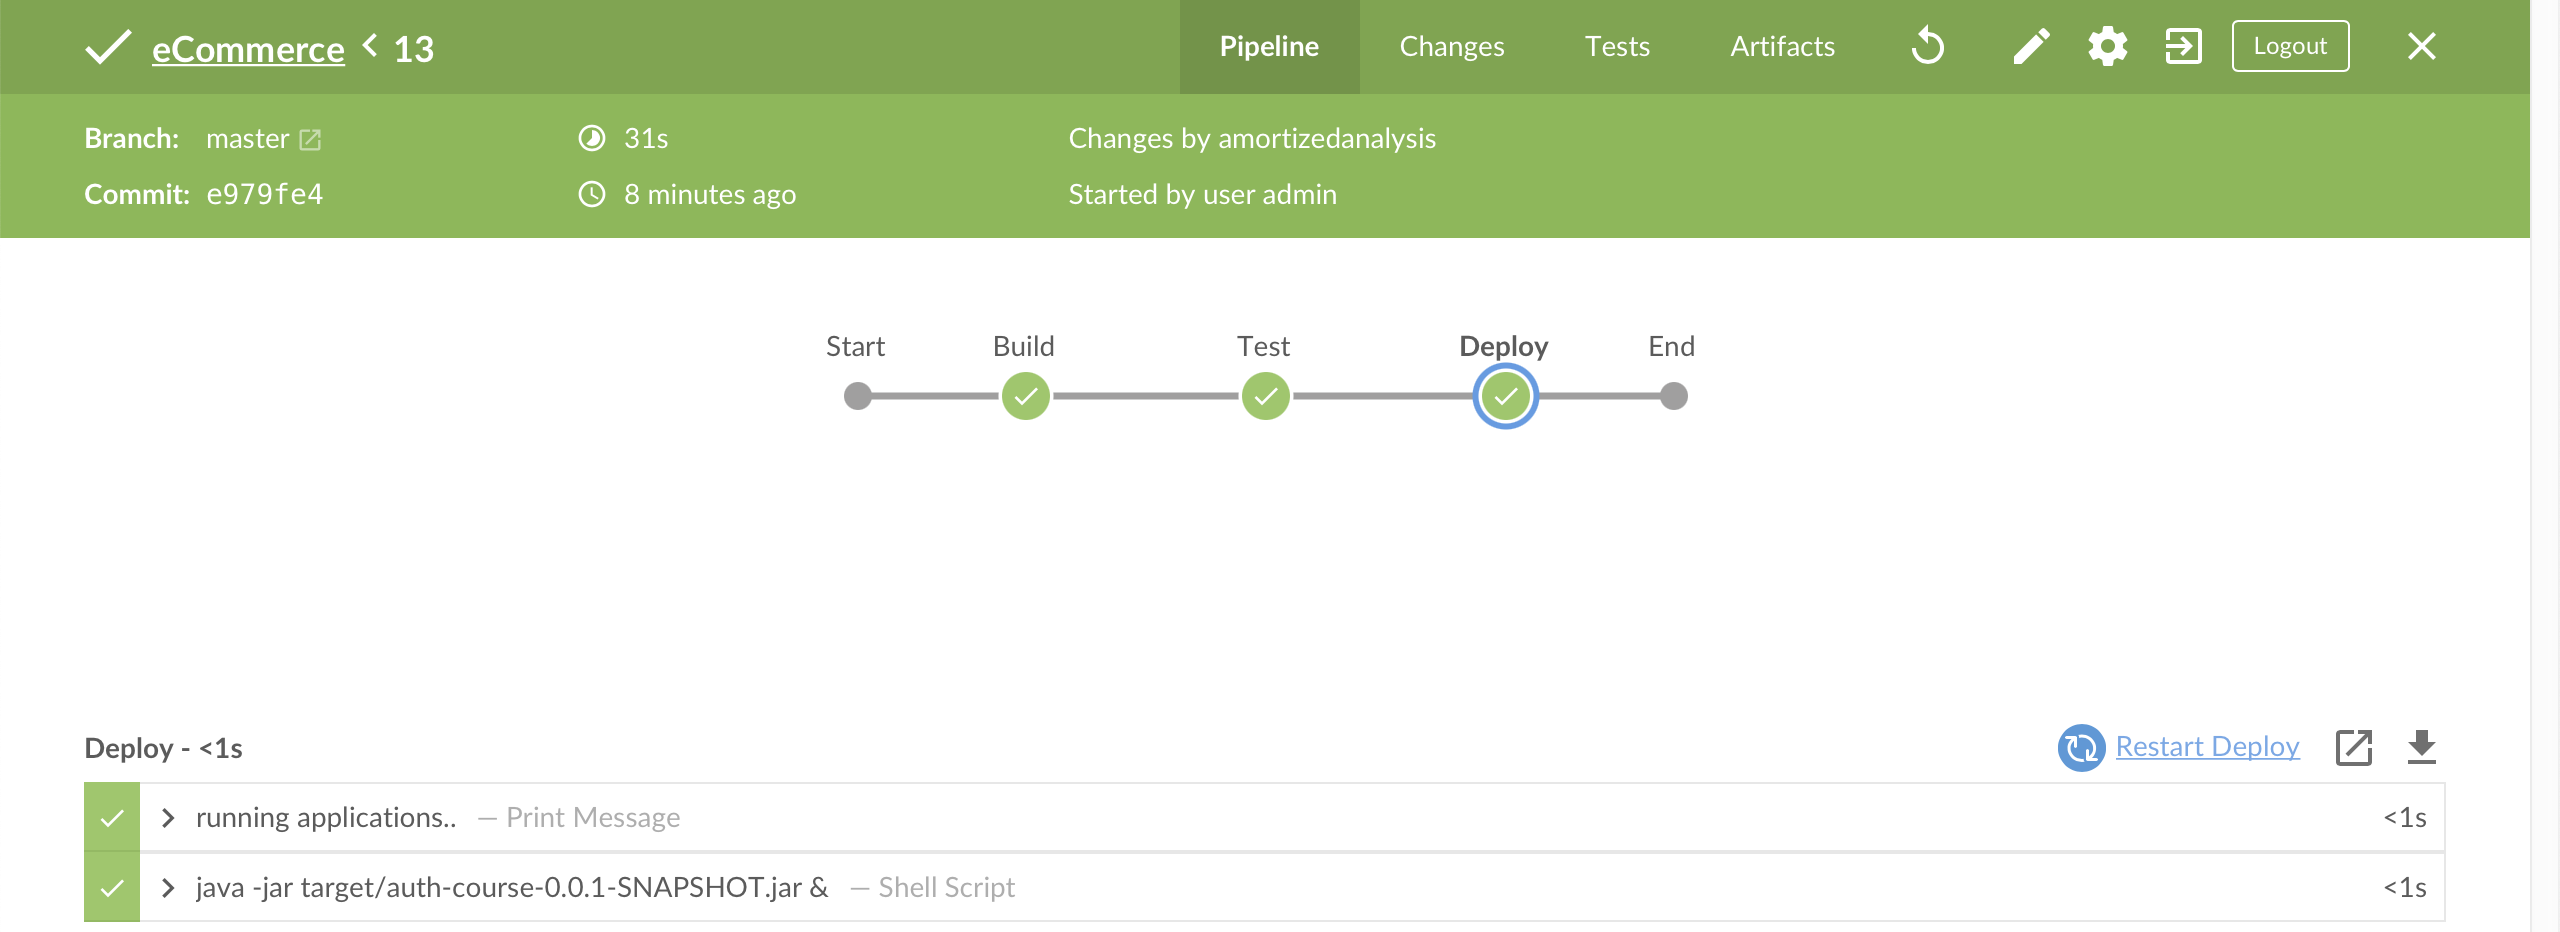 eCommerce < 13
Pipeline Changes Tests Artifacts Logout
Branch: master 31s Changes by amortizedanalysis
Commit: e979fe4 8 minutes ago Started by user admin
Start Build Test Deploy End
Deploy - <1s Restart Deploy
running applications.. — Print Message <1s
java -jar target/auth-course-0.0.1-SNAPSHOT.jar & — Shell Script <1s